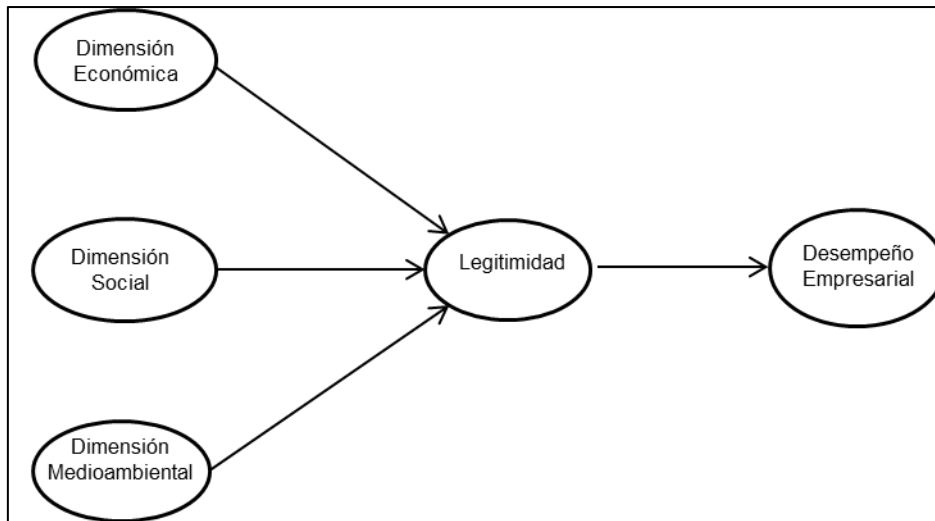 Dimensión
Económica
Dimensión
Social
Legitimidad
Desempeño
Empresarial
Dimensión
Medioambiental